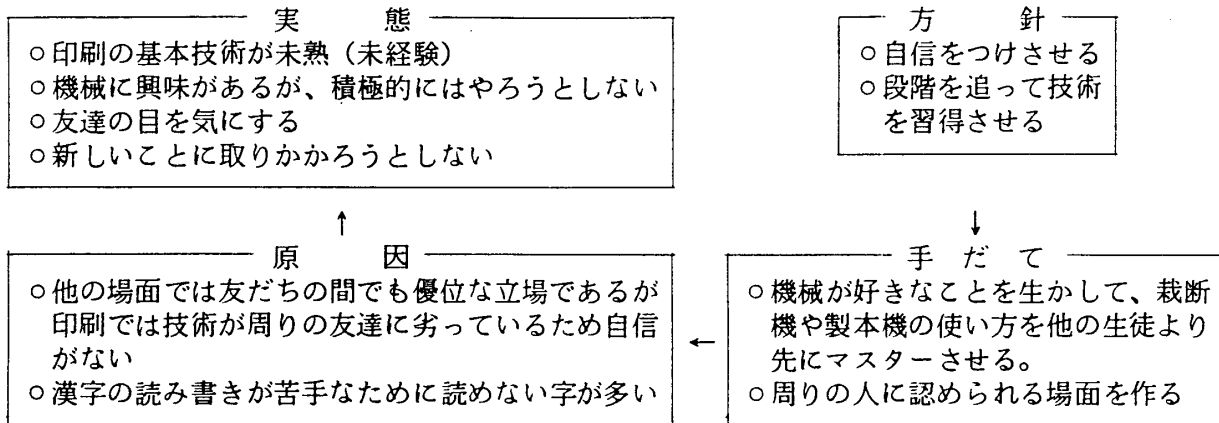 実態
○印刷の基本技術が未熟（未経験）
○機械に興味があるが、積極的にはやろうとしない
○友達の目を気にする
○新しいことに取りかかろうとしない
方針
○自信をつけさせる
○段階を追って技術
を習得させる
↑
↓
原因
○他の場面では友だちの間でも優位な立場であるが
印刷では技術が周りの友達に劣っているため自信
がない
○漢字の読み書きが苦手なために読めない字が多い
←
手だて
○機械が好きなことを生かして、裁断
機や製本機の使い方を他の生徒より
先にマスターさせる。
○周りの人に認められる場面を作る